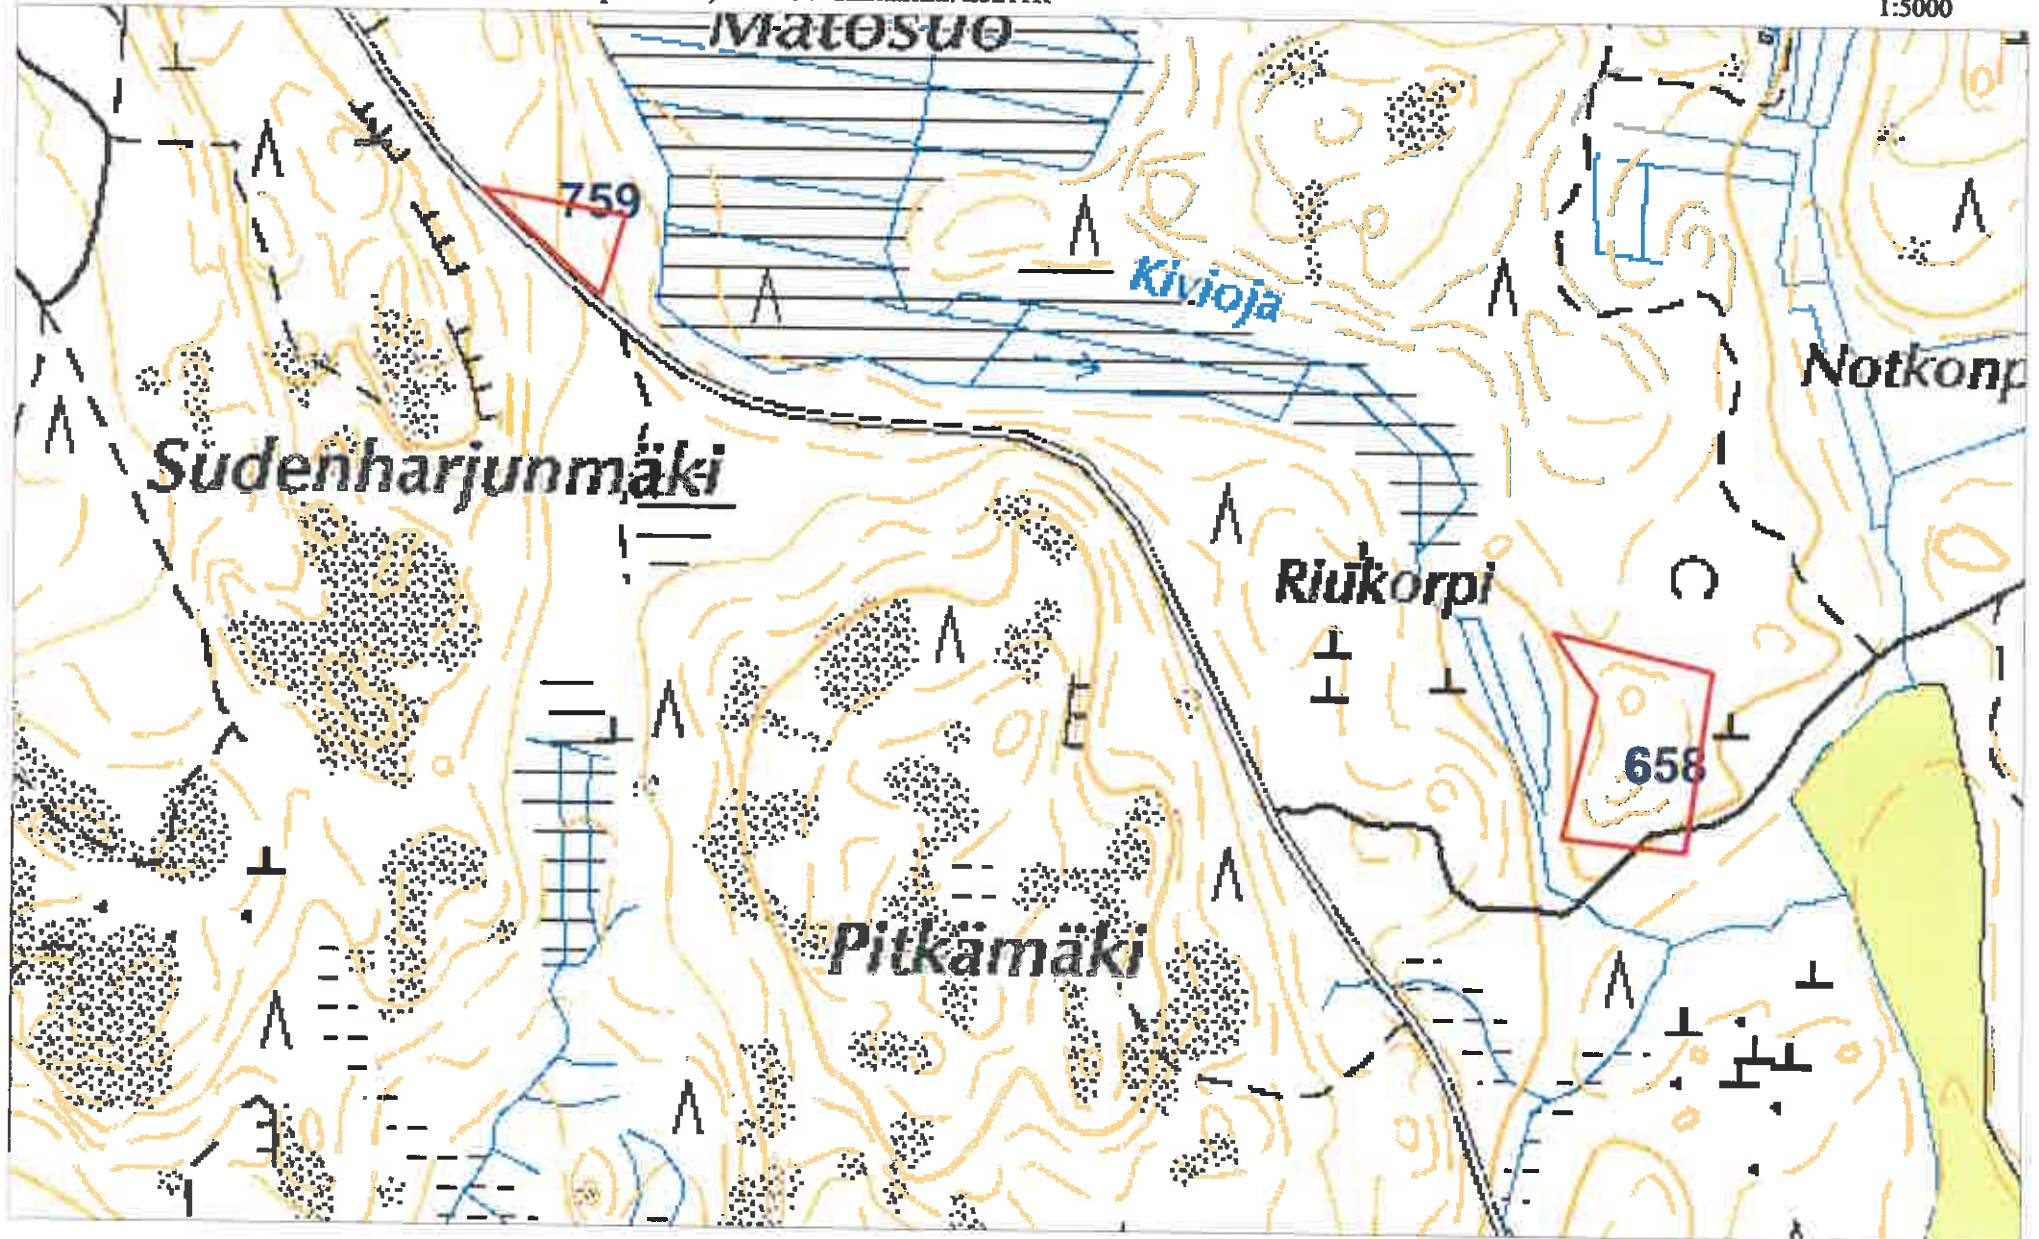 1:5000
Matosuo
759
Kivioja
Notkonp
Sudenharjunmäki
Riukorpi
658
Pitkämäki